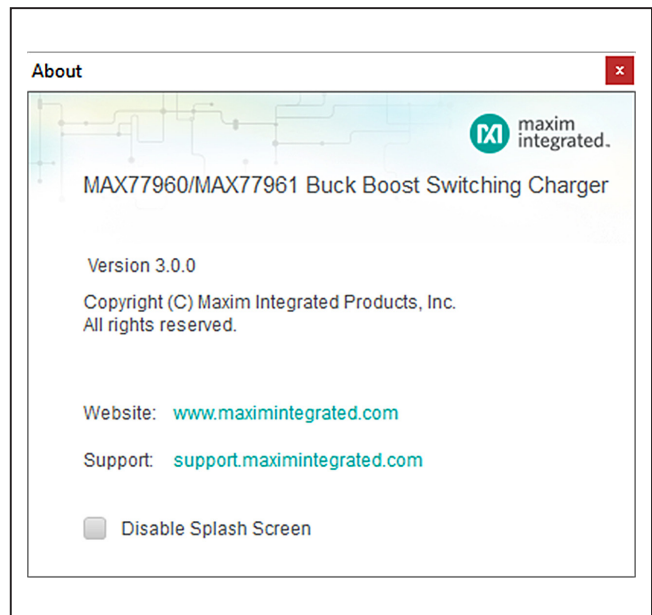 About
x
maxim
integrated™
MAX77960/MAX77961 Buck Boost Switching Charger
Version 3.0.0
Copyright (C) Maxim Integrated Products, Inc.
All rights reserved.
Website: www.maximintegrated.com
Support: support.maximintegrated.com
Disable Splash Screen